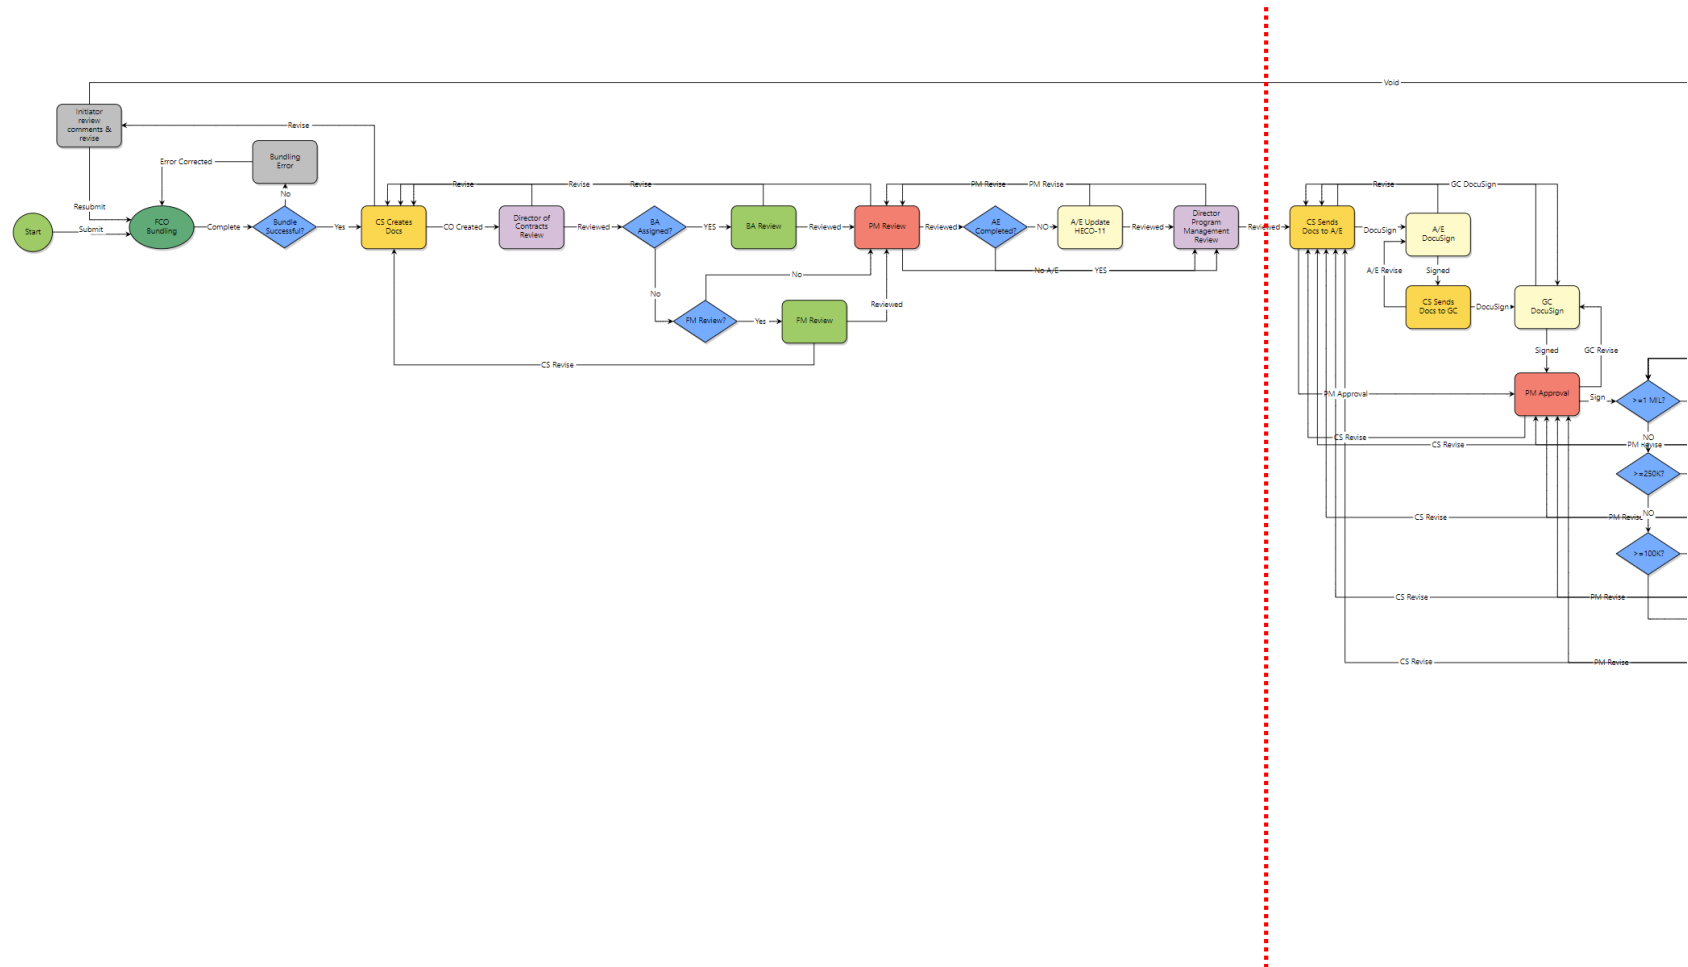 Void
Initiator
review
comments &
revise
Revise
Bundling
Error
Error Corrected
No
Resubmit
Start
Submit
FCO
Bundling
Complete
Bundle
Successful?
Yes
CS Creates
Docs
CO Created
Revise
Revise
Revise
Director of
Contracts
Review
Reviewed
BA
Assigned?
YES
BA Review
Reviewed
PM Review
Reviewed
AE
Completed?
NO
A/E Update
HECO-11
Reviewed
PM Revise
PM Revise
Director
Program
Management
Review
Reviewed
No A/E
YES
No
No
FM Review?
Yes
FM Review
Reviewed
CS Revise
CS Sends
Docs to A/E
Revise
GC DocuSign
DocuSign
A/E
DocuSign
A/E Revise
Signed
CS Sends
Docs to GC
DocuSign
GC
DocuSign
Signed
GC Revise
PM Approval
PM Approval
Sign
>=1 MIL?
CS Revise
CS Revise
NO
PM Revise
>=250K?
CS Revise
PM Revise
NO
>=100K?
CS Revise
PM Revise
CS Revise
PM Revise